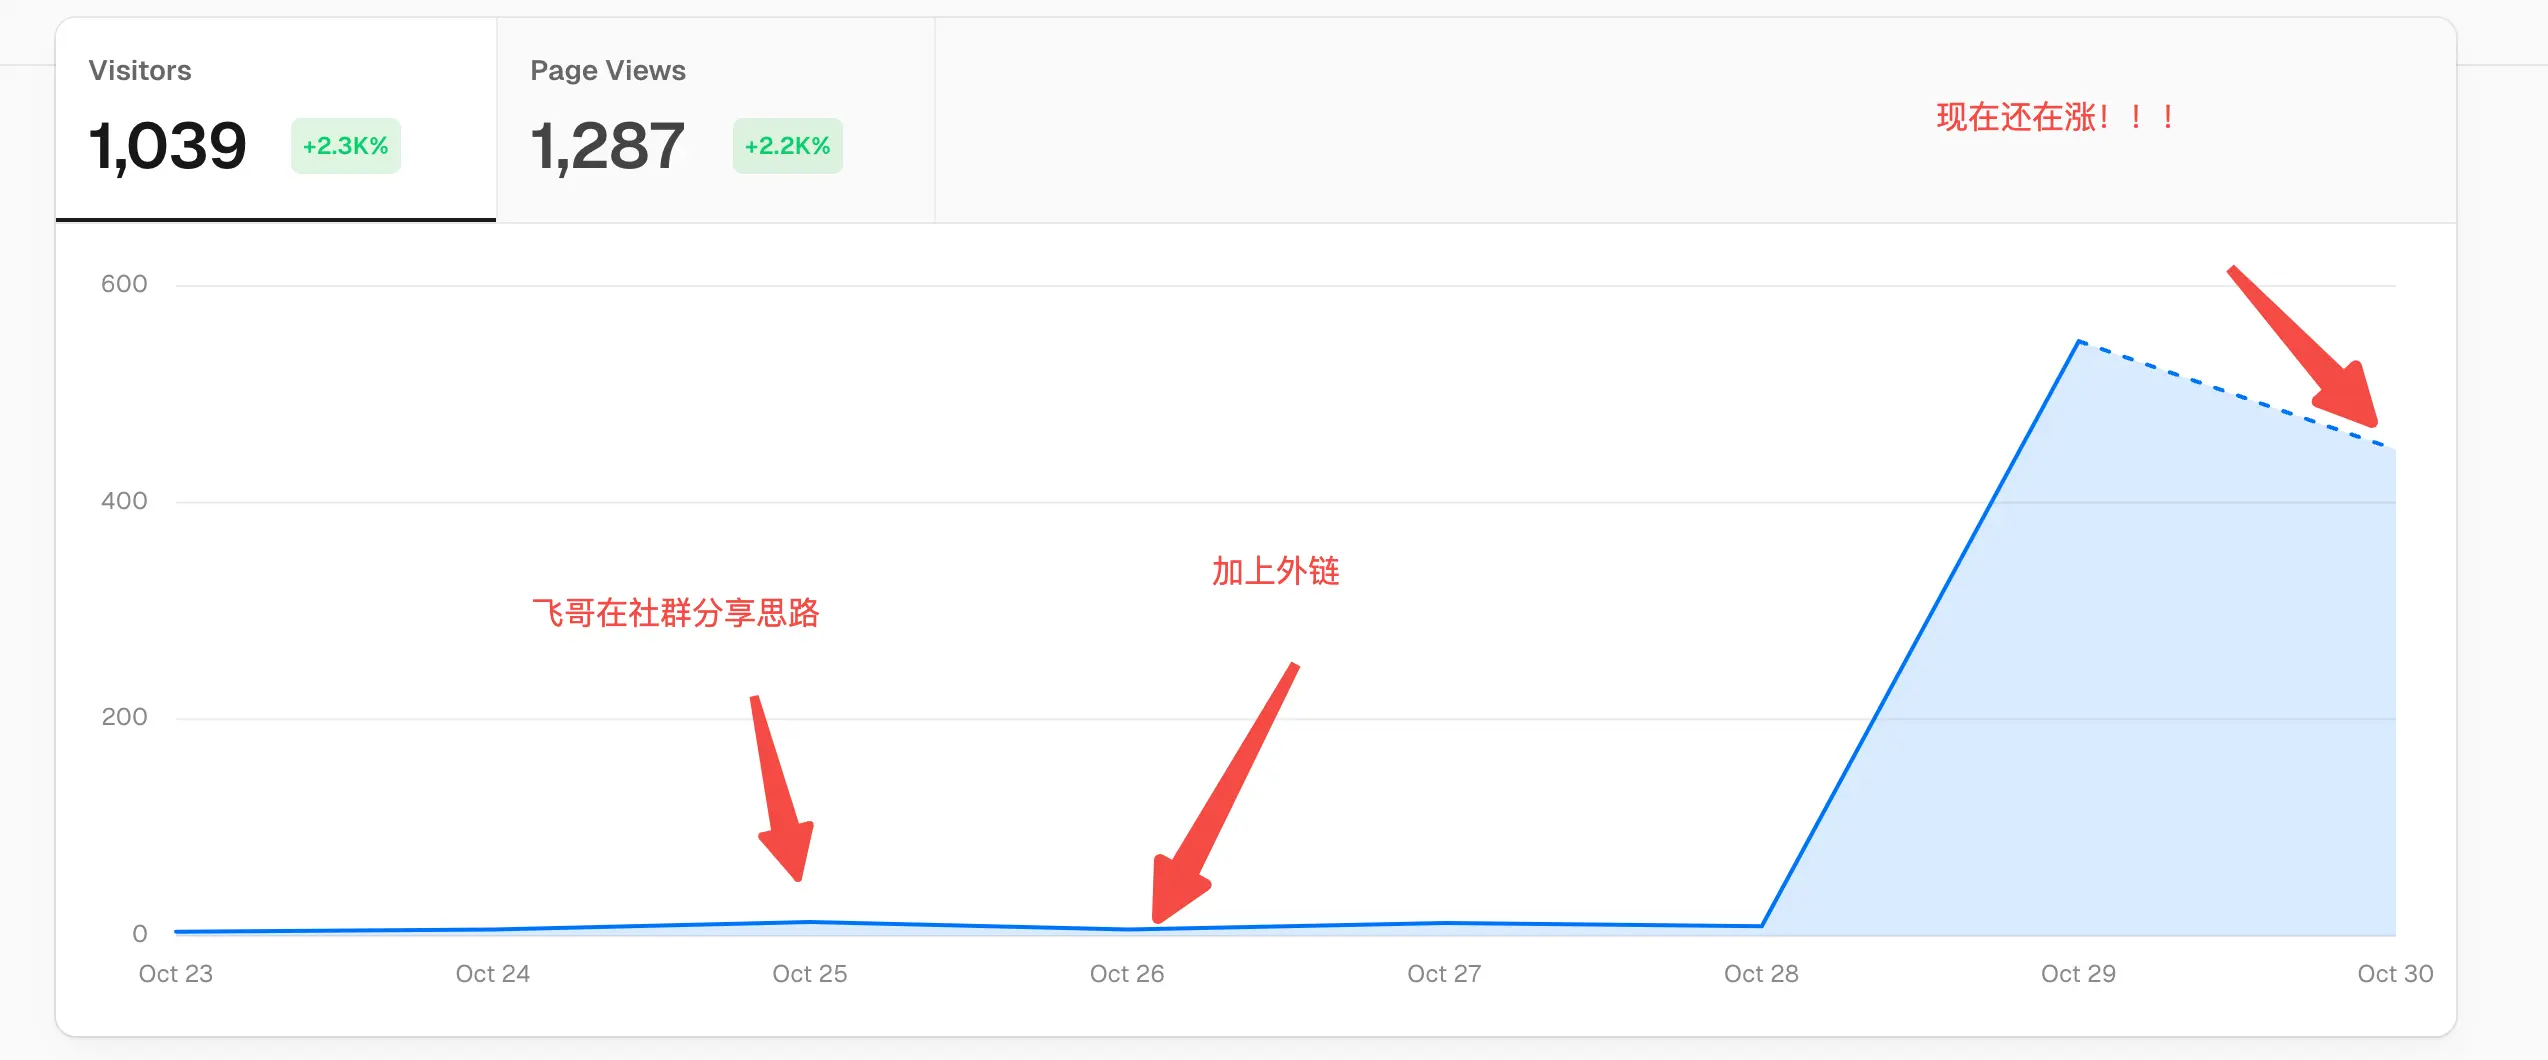 Visitors
1,039
+2.3K%
Page Views
1,287
+2.2K%
现在还在涨！！！
600
400
200
0
飞哥在社群分享思路
加上外链
Oct 23
Oct 24
Oct 25
Oct 26
Oct 27
Oct 28
Oct 29
Oct 30